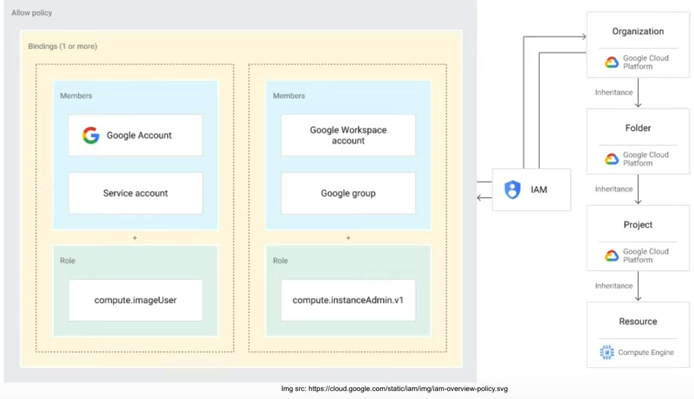 Allow policy
Bindings (1 or more)
Members
Google Account
Service account
+
Role
compute.imageUser
Members
Google Workspace
account
Google group
+
Role
compute.instanceAdmin.v1
IAM
Organization
Google Cloud
Platform
Inheritance
Folder
Google Cloud
Platform
Inheritance
Project
Google Cloud
Platform
Inheritance
Resource
Compute Engine
Img src: https://cloud.google.com/static/iam/img/iam-overview-policy.svg